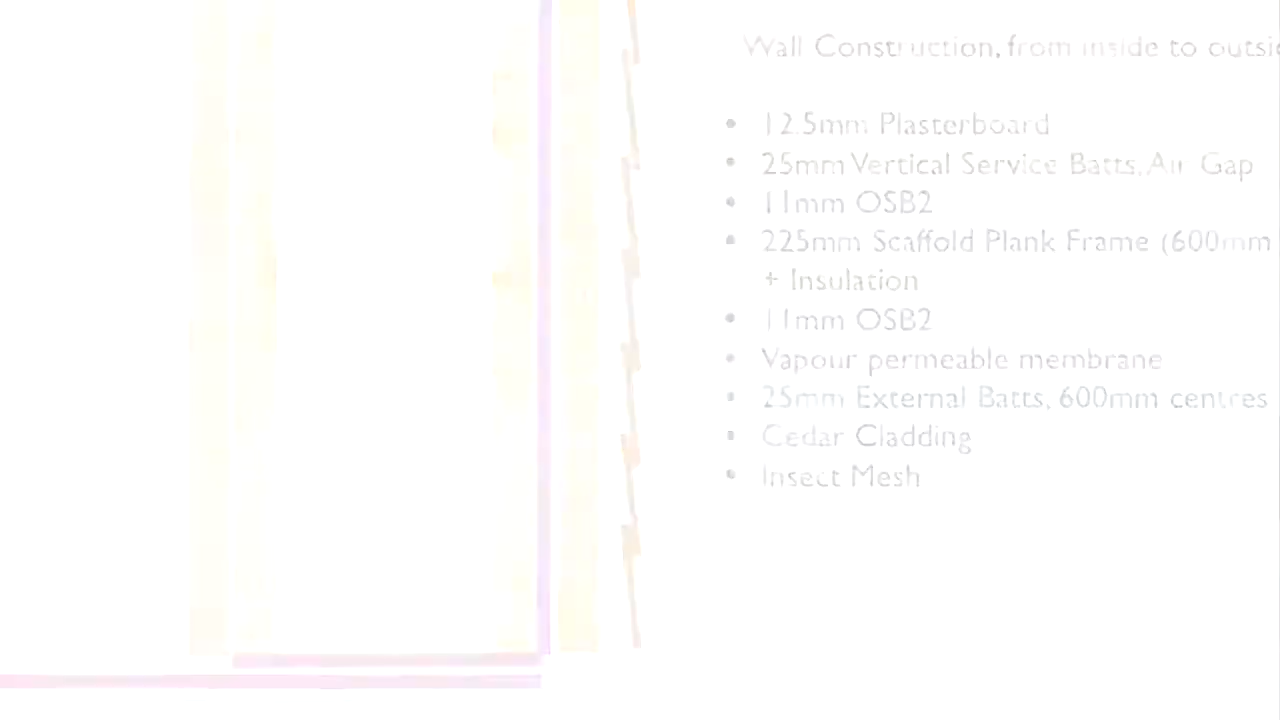 Wall Construction, from inside to
• 12.5mm Plasterboard
• 25mm Vertical Service Batts, Air Gap
• 11mm OSB2
• 225mm Scaffold Plank Frame (600mm
+ Insulation
• 11mm OSB2
• Vapour permeable membrane
• 25mm External Batts, 600mm centres
• Cedar Cladding
• Insect Mesh